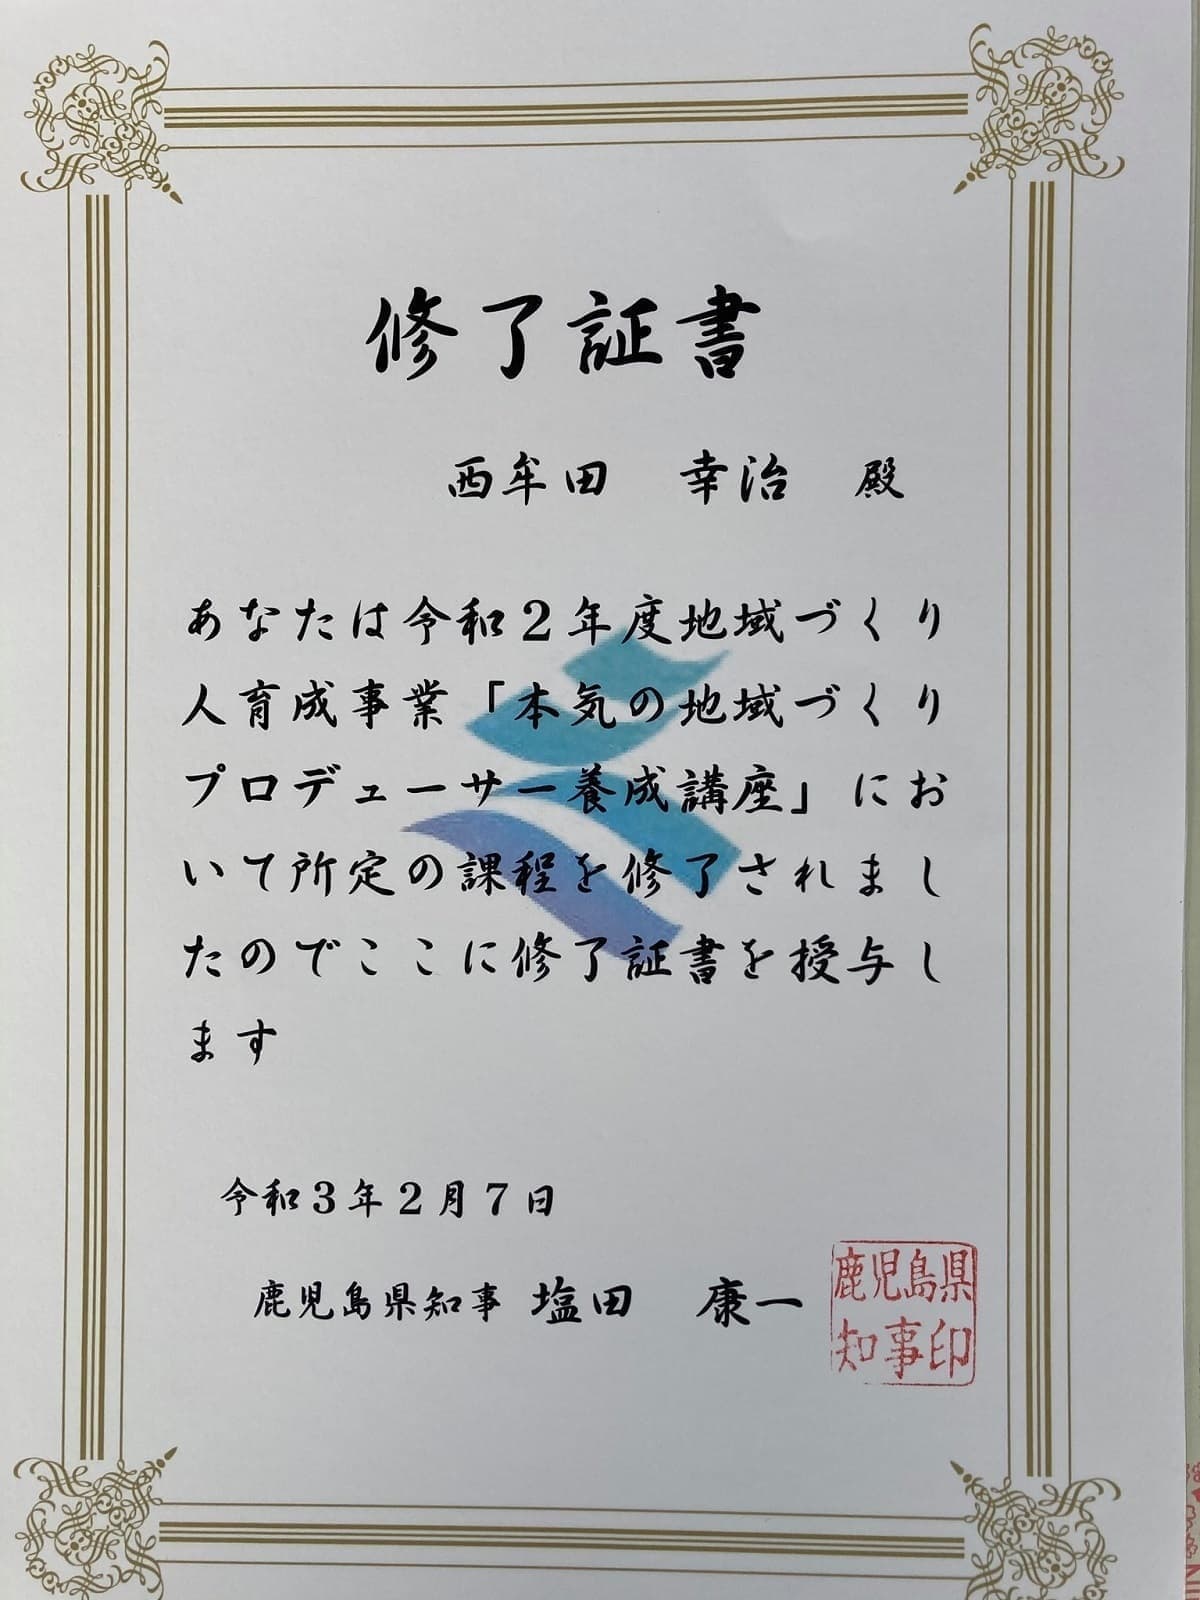 修了証書
西牟田　幸治　殿
あなたは令和２年度地域づくり
人育成事業「本気の地域づくり
プロデューサー養成講座」にお
いて所定の課程を修了されまし
たのでここに修了証書を授与し
ます
令和３年２月７日
鹿児島県知事 塩田　康一
鹿児島県
知事印